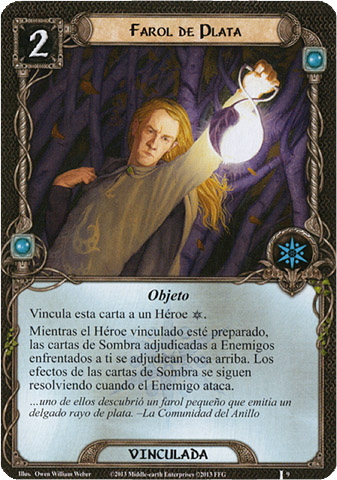 2
FAROL DE PLATA
Objeto
Vincula esta carta a un Héroe.
Mientras el Héroe vinculado esté preparado,
las cartas de Sombra adjudicadas a Enemigos
enfrentados a ti se adjudican boca arriba. Los
efectos de las cartas de Sombra se siguen
resolviendo cuando el Enemigo ataca.
...uno de ellos descubrió un farol pequeño que emitia un
delgado rayo de plata. –La Comunidad del Anillo
VINCULADA
Illus. Owen William Weber ©2013 Middle-earth Enterprises ©2013 FFG 9